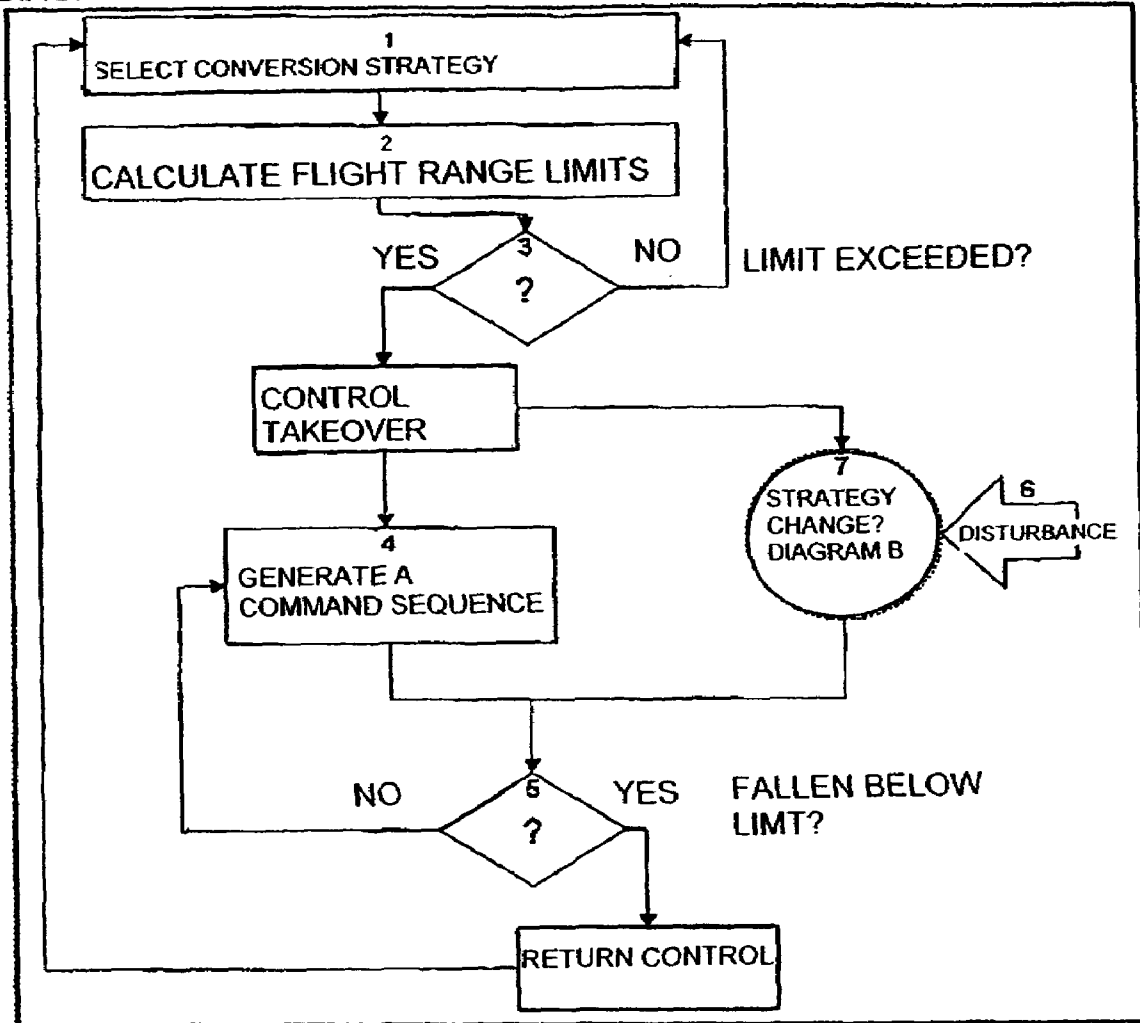 1
SELECT CONVERSION STRATEGY
2
CALCULATE FLIGHT RANGE LIMITS
YES
3
?
NO
LIMIT EXCEEDED?
CONTROL
TAKEOVER
7
STRATEGY
CHANGE?
DIAGRAM B
6
DISTURBANCE
4
GENERATE A
COMMAND SEQUENCE
NO
5
?
YES
FALLEN BELOW
LIMT?
RETURN CONTROL